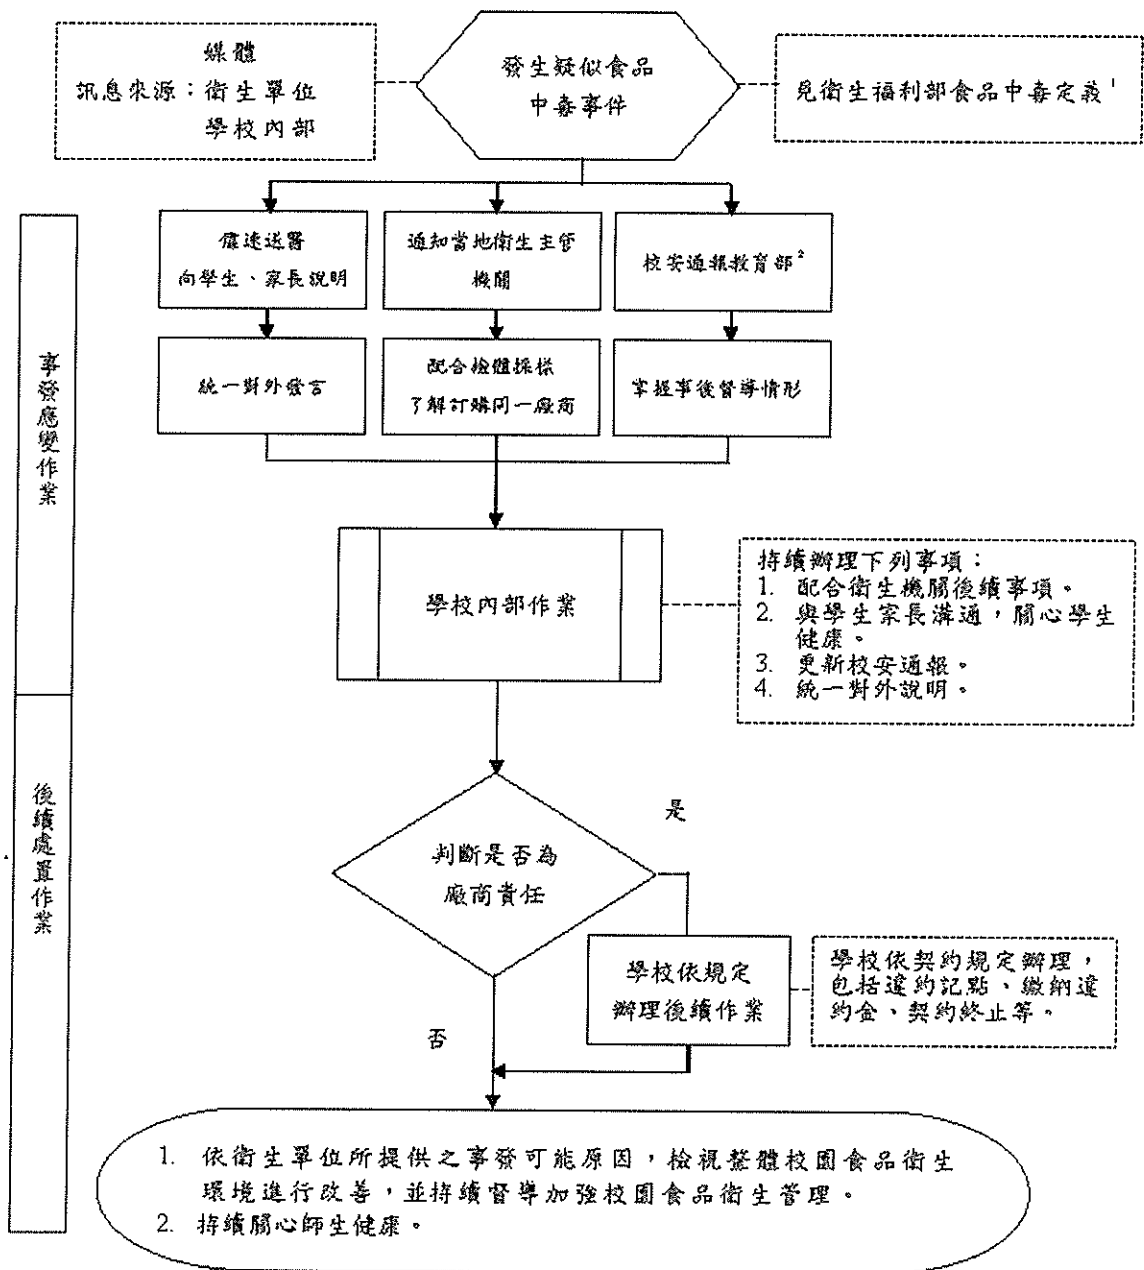 媒體
訊息來源：衛生單位
學校內部
發生疑似食品
中毒事件
見衛生福利部食品中毒定義1
事發應變作業
儘速送醫
向學生、家長說明
通知當地衛生主管
機關
校安通報教育部2
統一對外發言
配合檢體採樣
了解訂購同一廠商
掌握事後督導情形
學校內部作業
持續辦理下列事項：
1. 配合衛生機關後續事項。
2. 與學生家長溝通，關心學生
健康。
3. 更新校安通報。
4. 統一對外說明。
後續處置作業
判斷是否為
廠商責任
是
學校依規定
辦理後續作業
學校依契約規定辦理，
包括違約記點、繳納違
約金、契約終止等。
否
1. 依衛生單位所提供之事發可能原因，檢視整體校園食品衛生
環境進行改善，並持續督導加強校園食品衛生管理。
2. 持續關心師生健康。